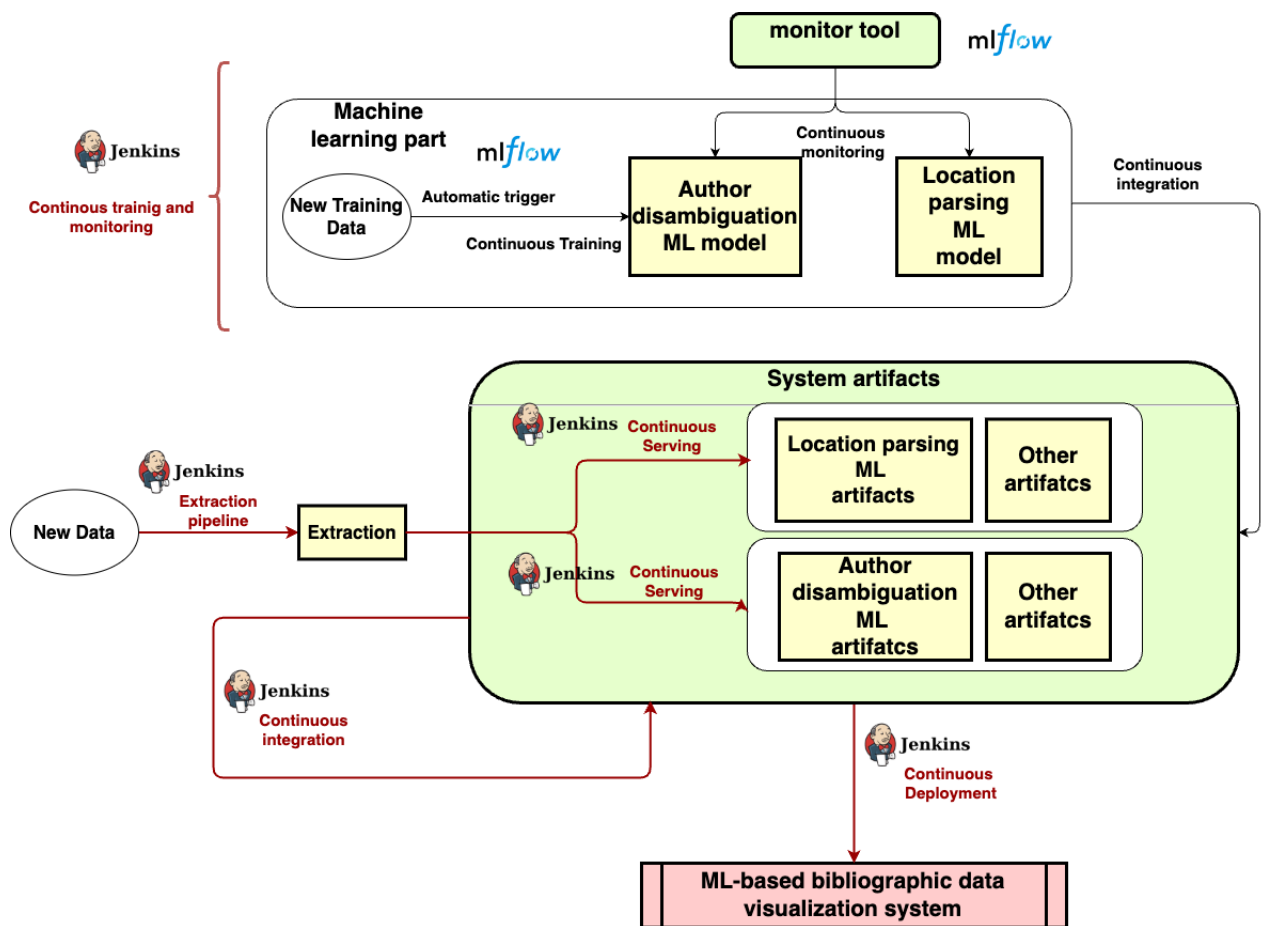 monitor tool
mlflow
Machine
learning part
mlflow
Continuous
monitoring
Jenkins
Continous trainig and
monitoring
New Training
Data
Automatic trigger
Continuous Training
Author
disambiguation
ML model
Location
parsing
ML
model
Continuous
integration
System artifacts
Jenkins
Continuous
Serving
Location parsing
ML
artifacts
Other
artifatcs
Jenkins
Extraction
pipeline
New Data
Extraction
Jenkins
Continuous
Serving
Author
disambiguation
ML
artifatcs
Other
artifatcs
Jenkins
Continuous
integration
Jenkins
Continuous
Deployment
ML-based bibliographic data
visualization system